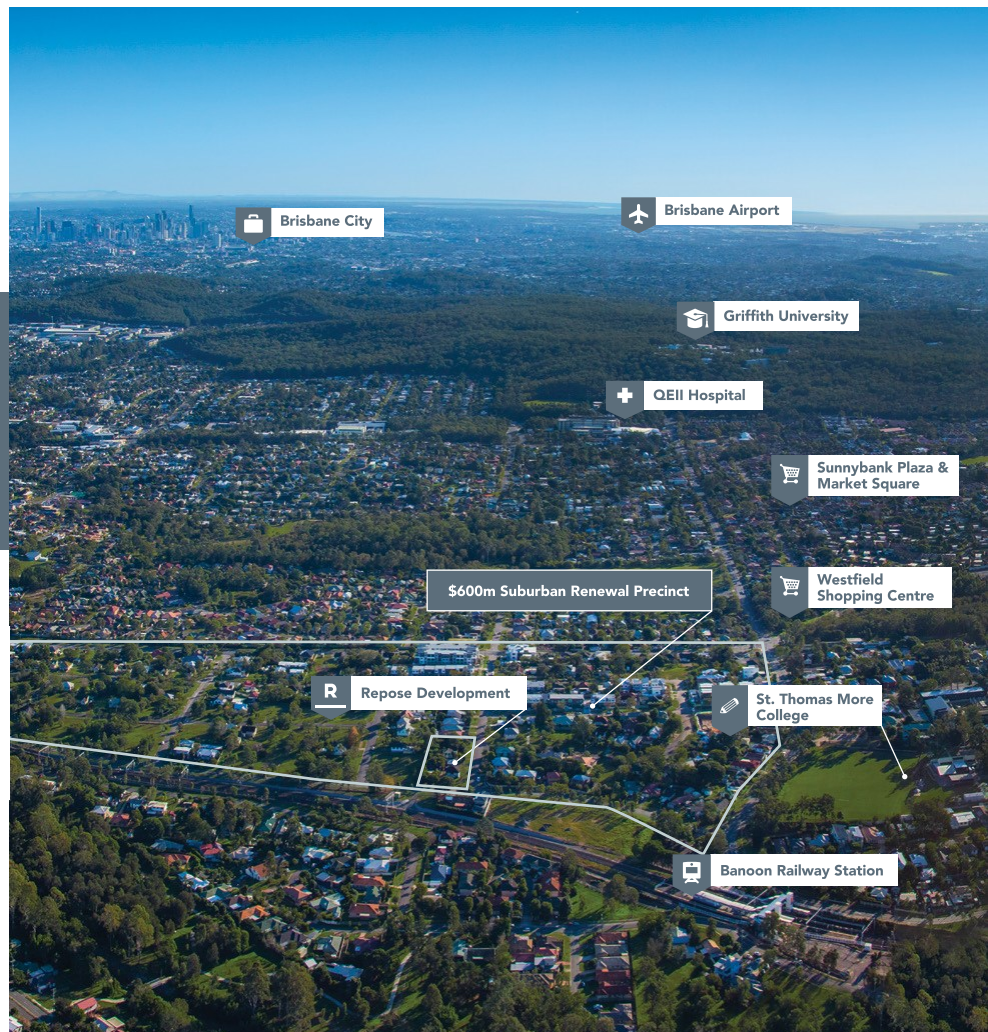 Brisbane City
Brisbane Airport
Griffith University
QEII Hospital
Sunnybank Plaza &
Market Square
$600m Suburban Renewal Precinct
Westfield
Shopping Centre
R
Repose Development
St. Thomas More
College
Banoon Railway Station